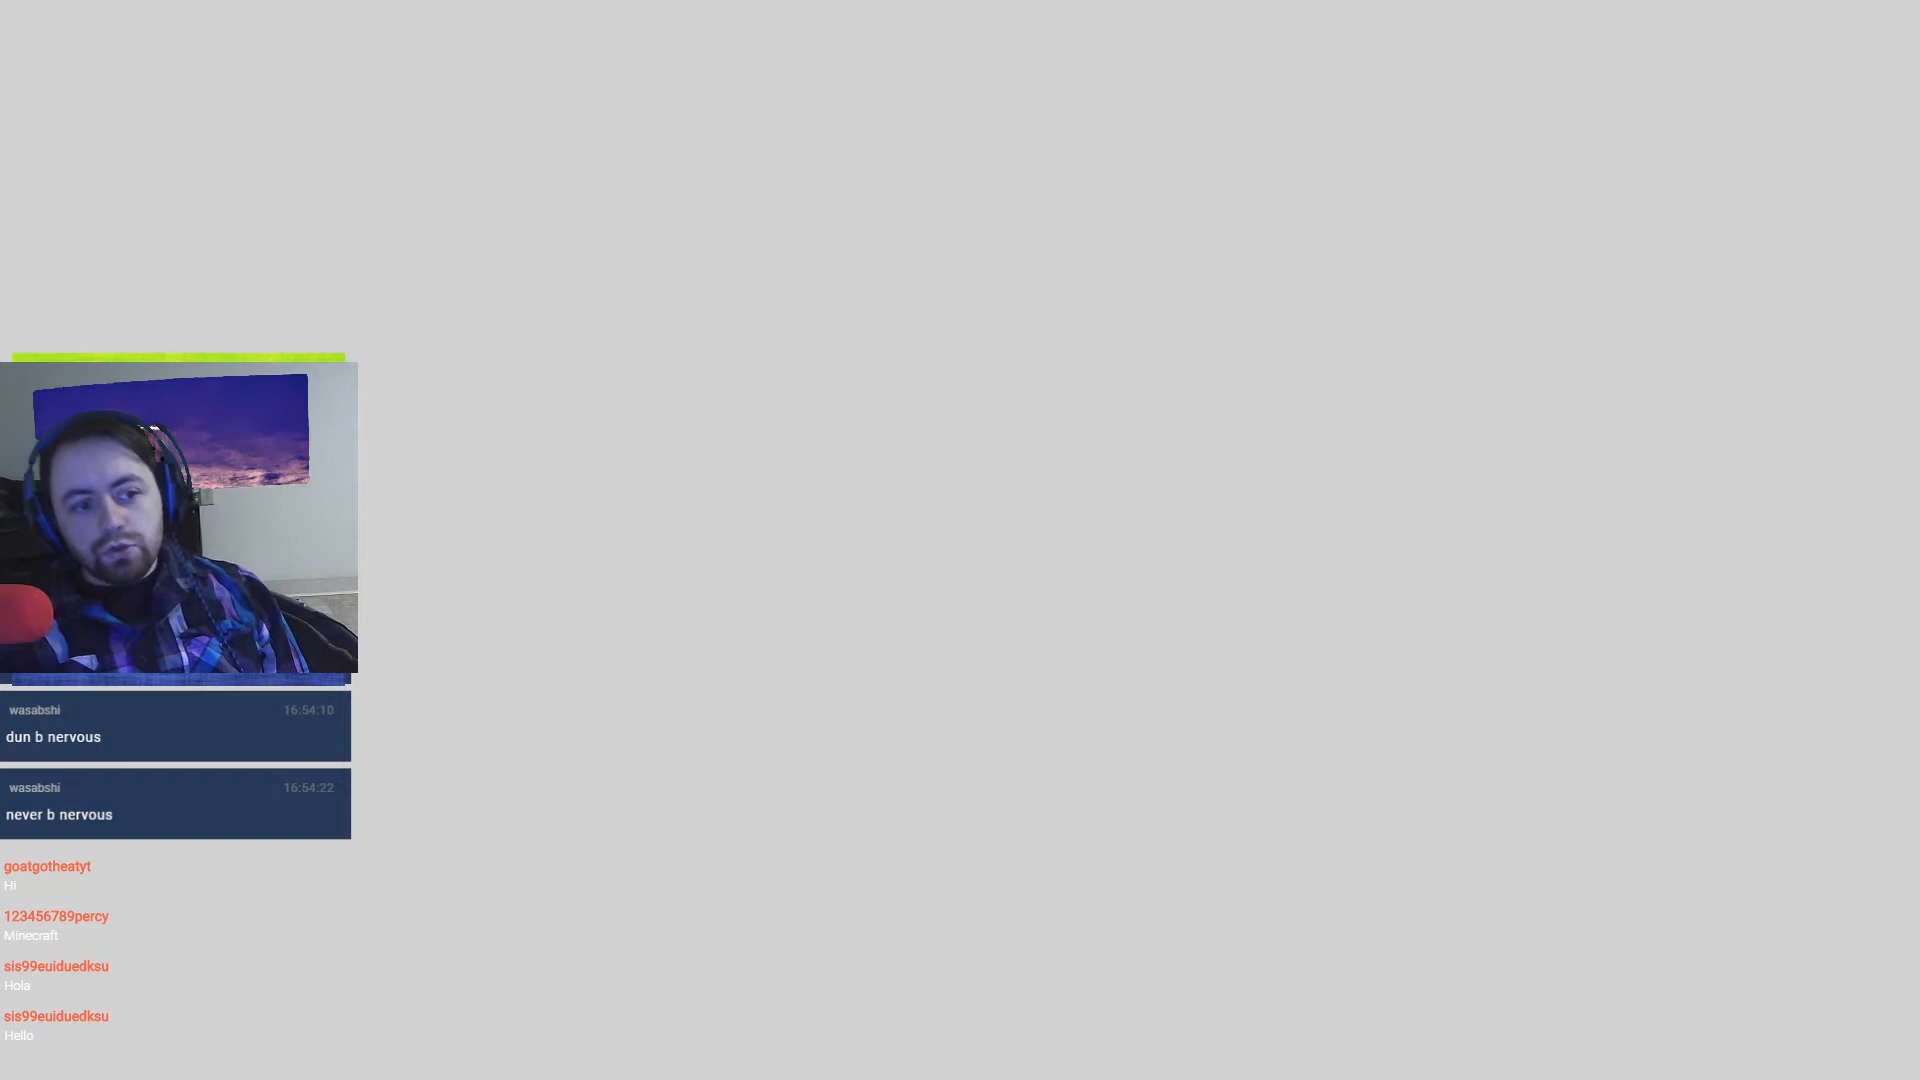 wasabshi 16:54:10
dun b nervous
wasabshi 16:54:22
never b nervous
goatgotheatyt
Hi
123456789percy
Minecraft
sis99euiduedksu
Hola
sis99euiduedksu
Hello